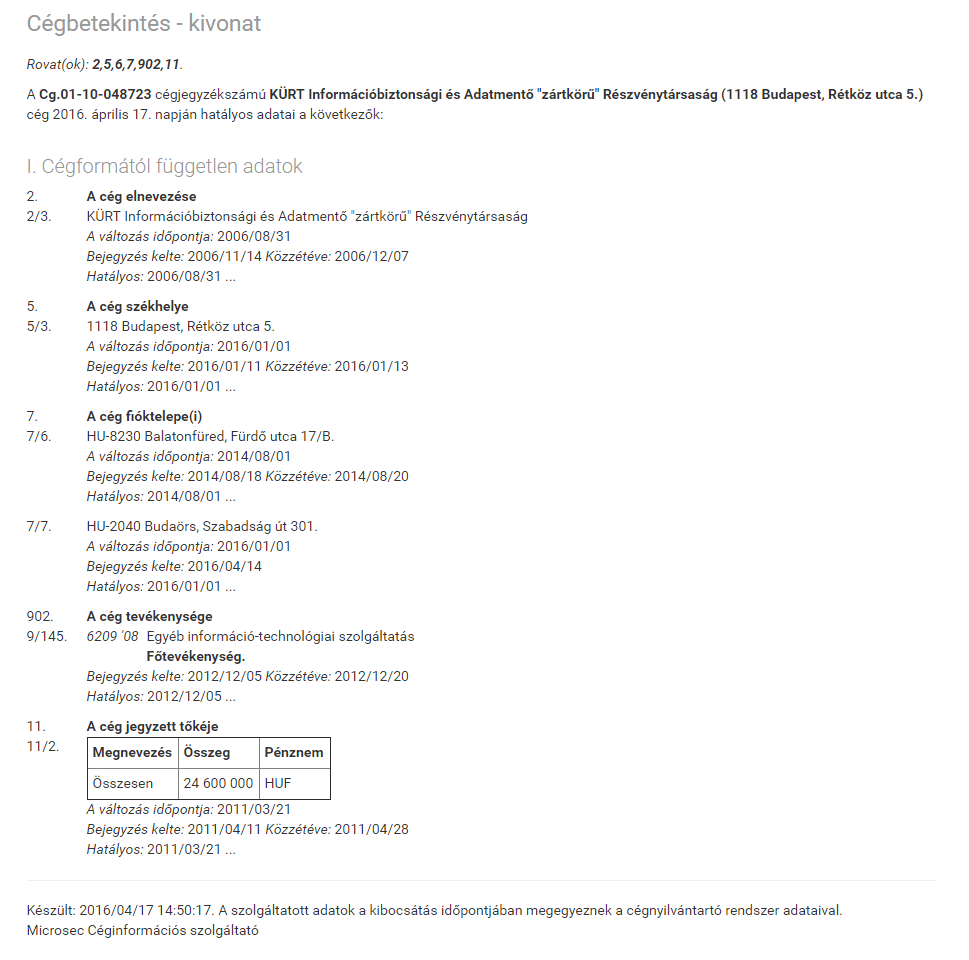 Cégbetekintés - kivonat
Rovat(ok): 2,5,6,7,902,11.
A Cg.01-10-048723 cégjegyzékszámú KÜRT Információbiztonsági és Adatmentő "zártkörű" Részvénytársaság (1118 Budapest, Rétköz utca 5.)
cég 2016. április 17. napján hatályos adatai a következők:
I. Cégformától független adatok
2. A cég elnevezése
2/3. KÜRT Információbiztonsági és Adatmentő "zártkörű" Részvénytársaság
A változás időpontja: 2006/08/31
Bejegyzés kelte: 2006/11/14 Közzétéve: 2006/12/07
Hatályos: 2006/08/31 ...
5. A cég székhelye
5/3. 1118 Budapest, Rétköz utca 5.
A változás időpontja: 2016/01/01
Bejegyzés kelte: 2016/01/11 Közzétéve: 2016/01/13
Hatályos: 2016/01/01 ...
7. A cég fióktelepe(i)
7/6. HU-8230 Balatonfüred, Fürdő utca 17/B.
A változás időpontja: 2014/08/01
Bejegyzés kelte: 2014/08/18 Közzétéve: 2014/08/20
Hatályos: 2014/08/01 ...
7/7. HU-2040 Budaörs, Szabadság út 301.
A változás időpontja: 2016/01/01
Bejegyzés kelte: 2016/04/14
Hatályos: 2016/01/01 ...
902. A cég tevékenysége
9/145. 6209 '08 Egyéb információ-technológiai szolgáltatás
Főtevékenység.
Bejegyzés kelte: 2012/12/05 Közzétéve: 2012/12/20
Hatályos: 2012/12/05 ...
11. A cég jegyzett tőkéje
11/2.
Megnevezés Összeg Pénznem
Összesen 24 600 000 HUF
A változás időpontja: 2011/03/21
Bejegyzés kelte: 2011/04/11 Közzétéve: 2011/04/28
Hatályos: 2011/03/21 ...
Készült: 2016/04/17 14:50:17. A szolgáltatott adatok a kibocsátás időpontjában megegyeznek a cégnyilvántartó rendszer adataival.
Microsec Céginformációs szolgáltató